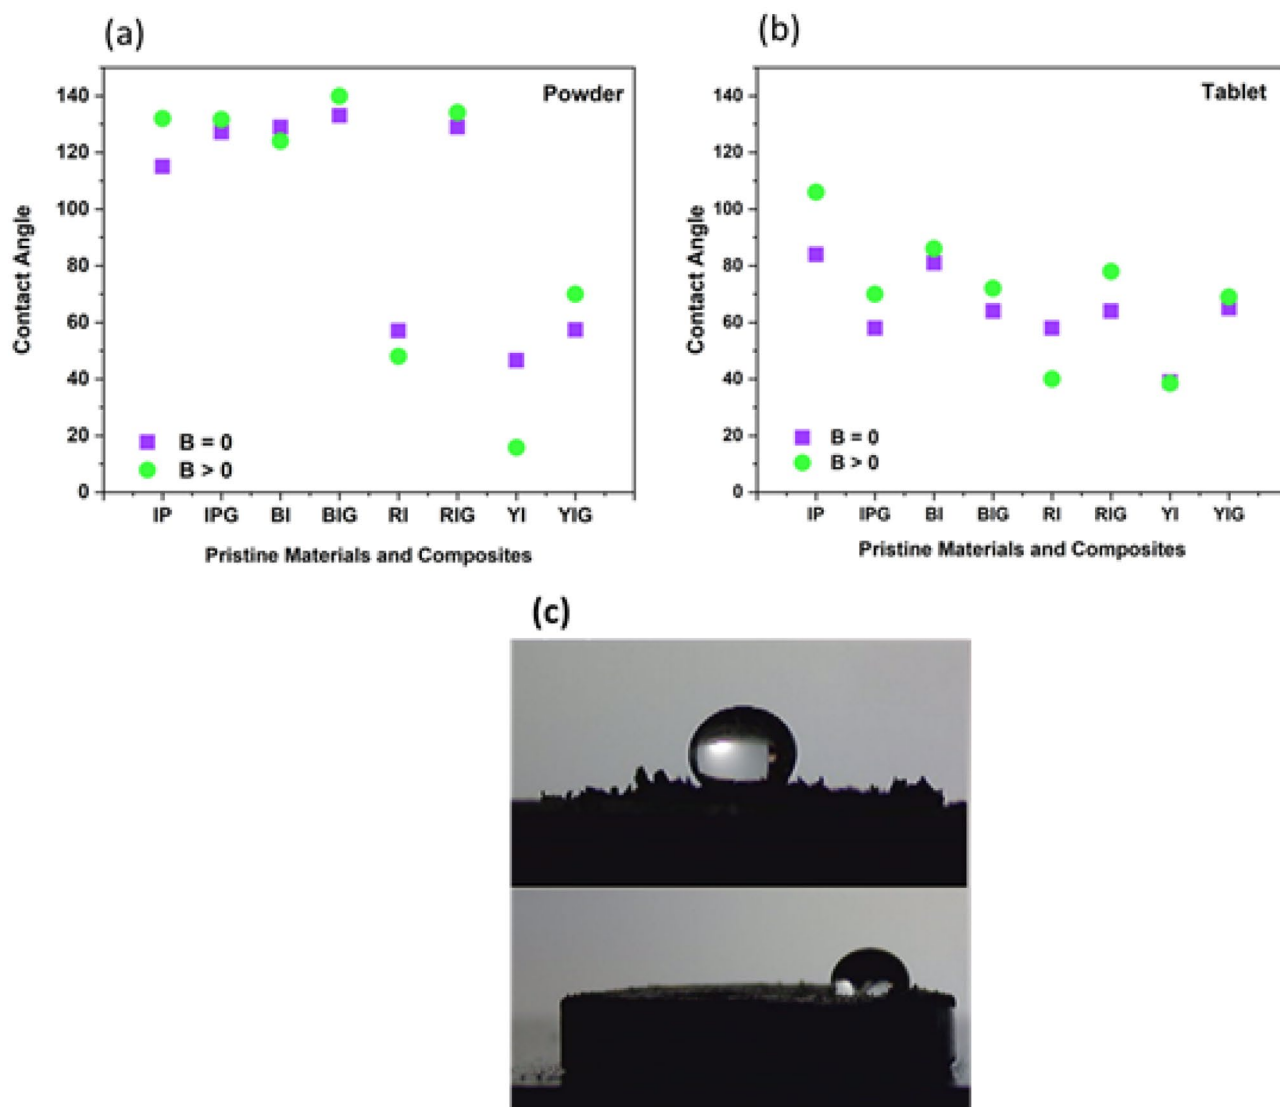 (a)
Powder
Contact Angle
140
120
100
80
60
40
20
0
B = 0
B > 0
IP IPG BI BIG RI RIG YI YIG
Pristine Materials and Composites
(b)
Tablet
Contact Angle
140
120
100
80
60
40
20
0
B = 0
B > 0
IP IPG BI BIG RI RIG YI YIG
Pristine Materials and Composites
(c)